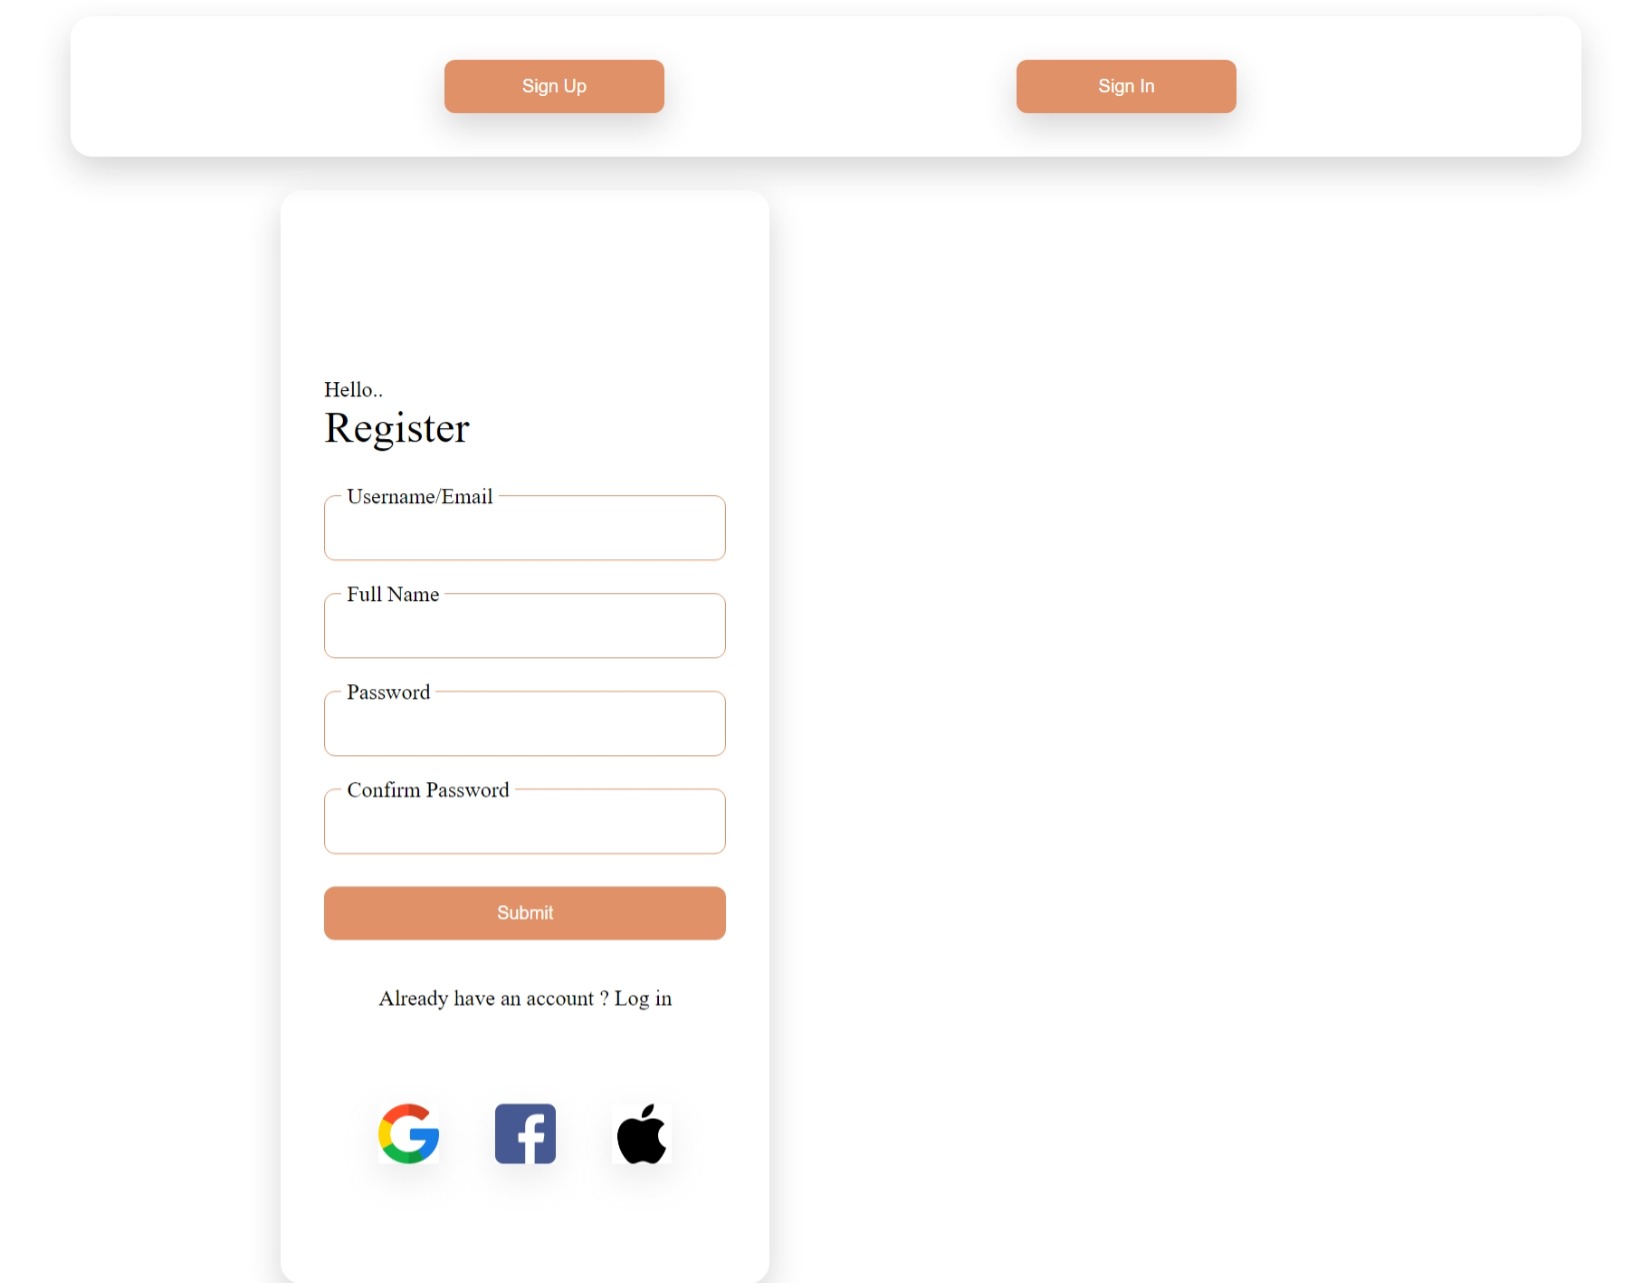 Sign Up
Sign In
Hello..
Register
Username/Email
Full Name
Password
Confirm Password
Submit
Already have an account ? Log in